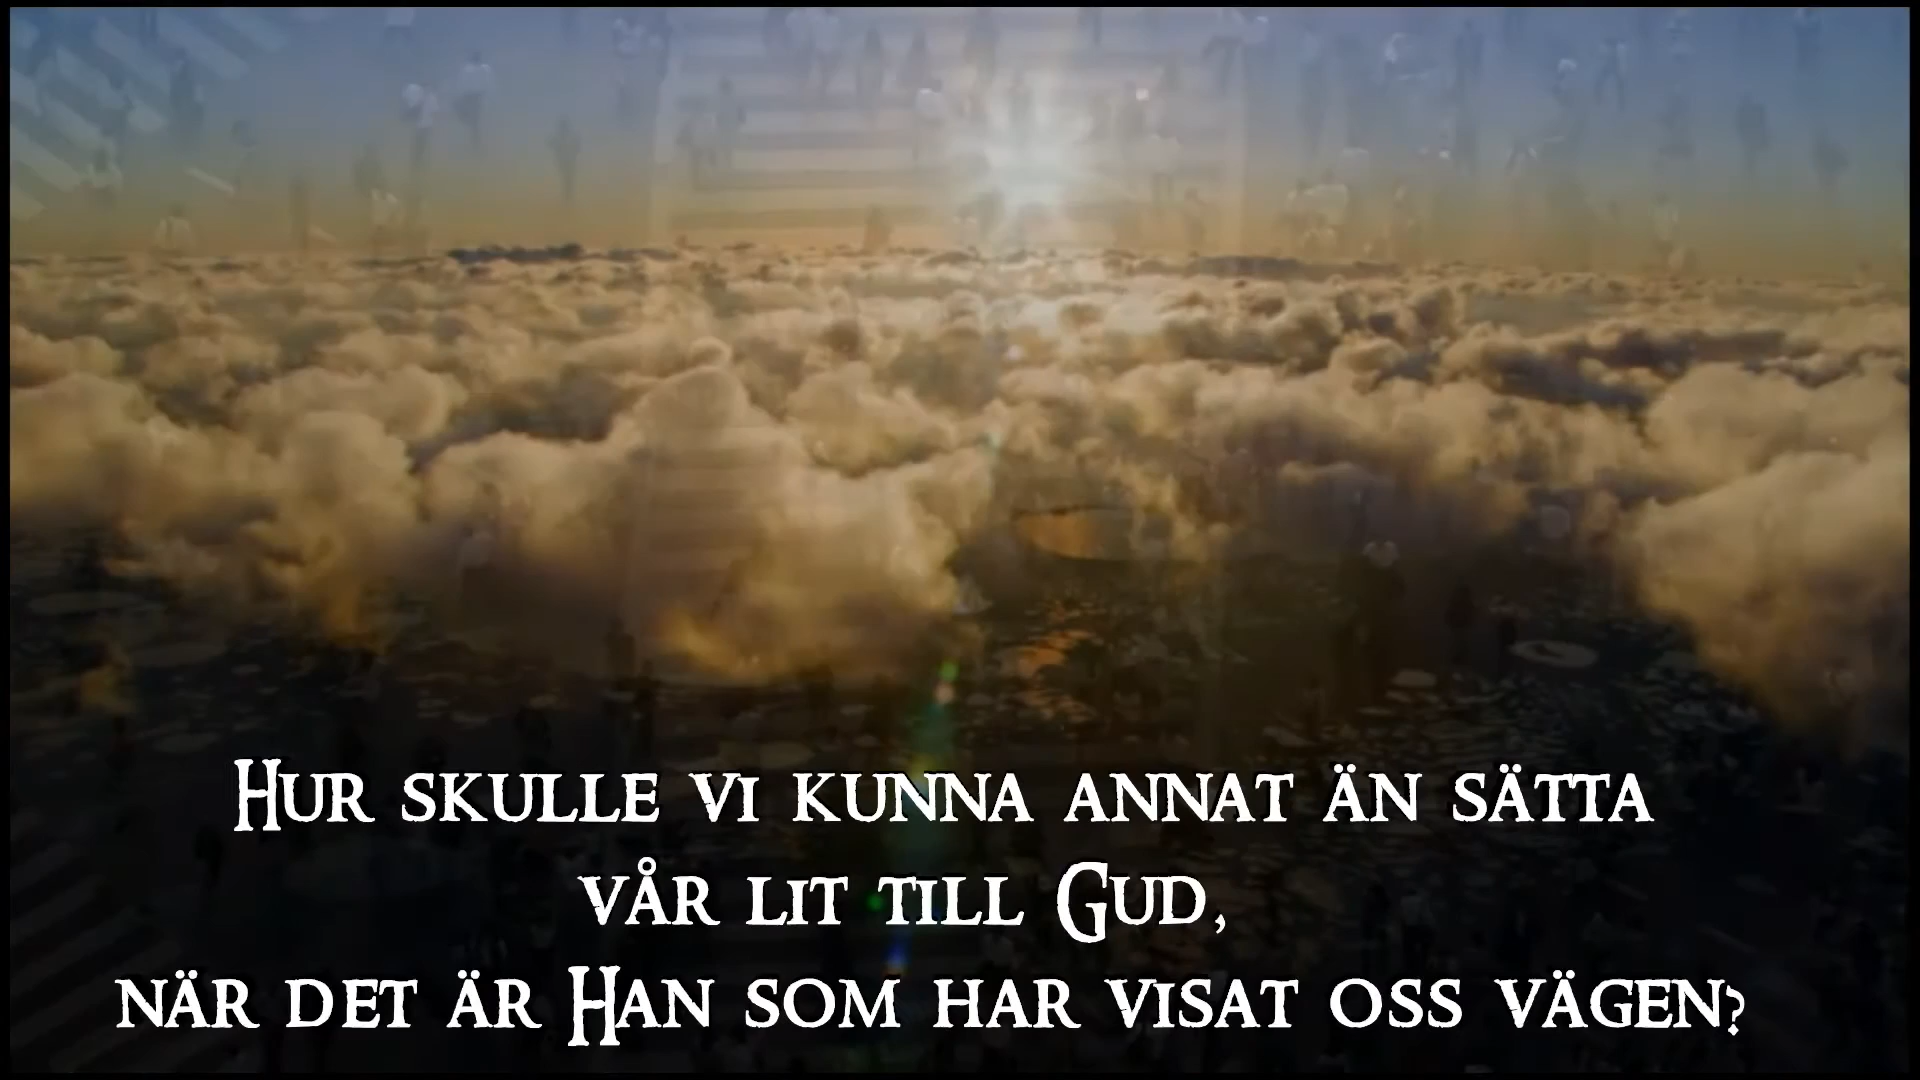 Hur skulle vi kunna annat än sätta
vår lit till Gud,
när det är Han som har visat oss vägen?